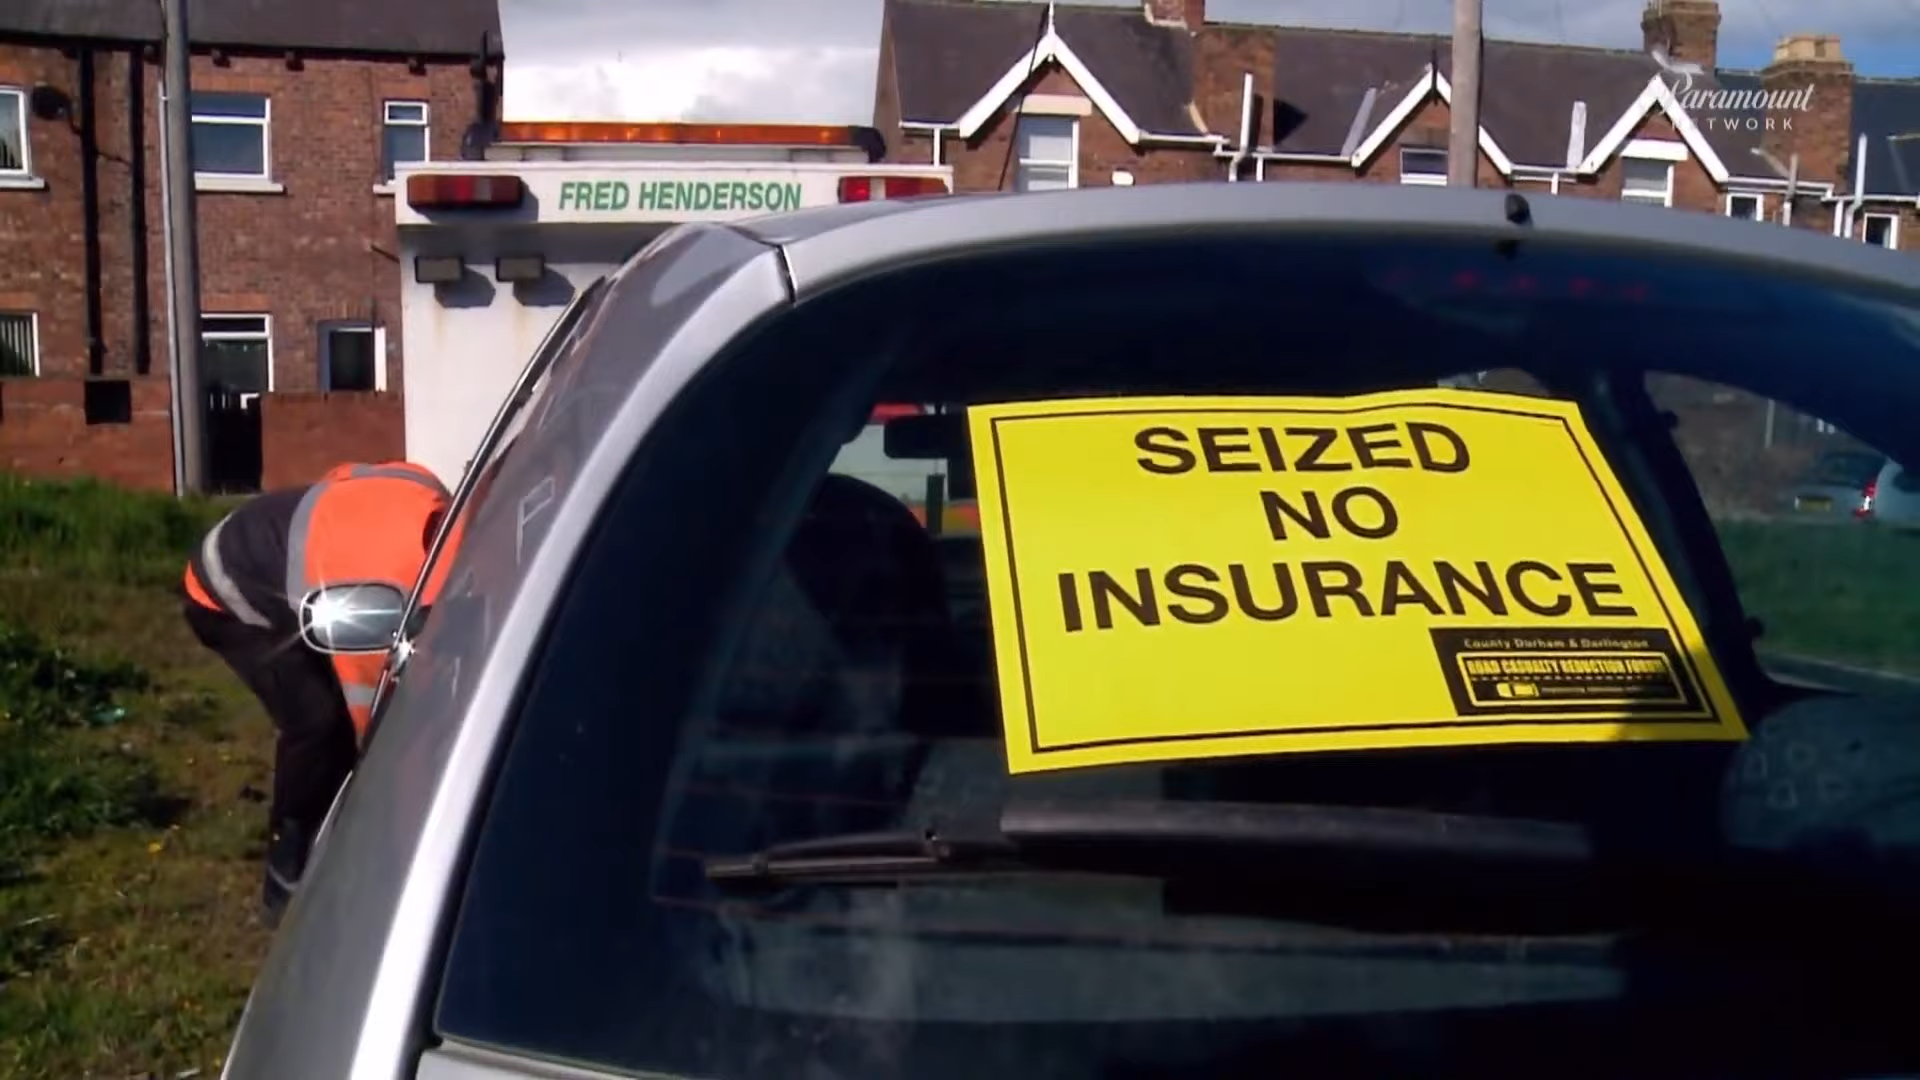 Paramount
NETWORK
FRED HENDERSON
SEIZED
NO
INSURANCE
County Durham & Darlington
ROAD CASUALTY REDUCTION FORUM